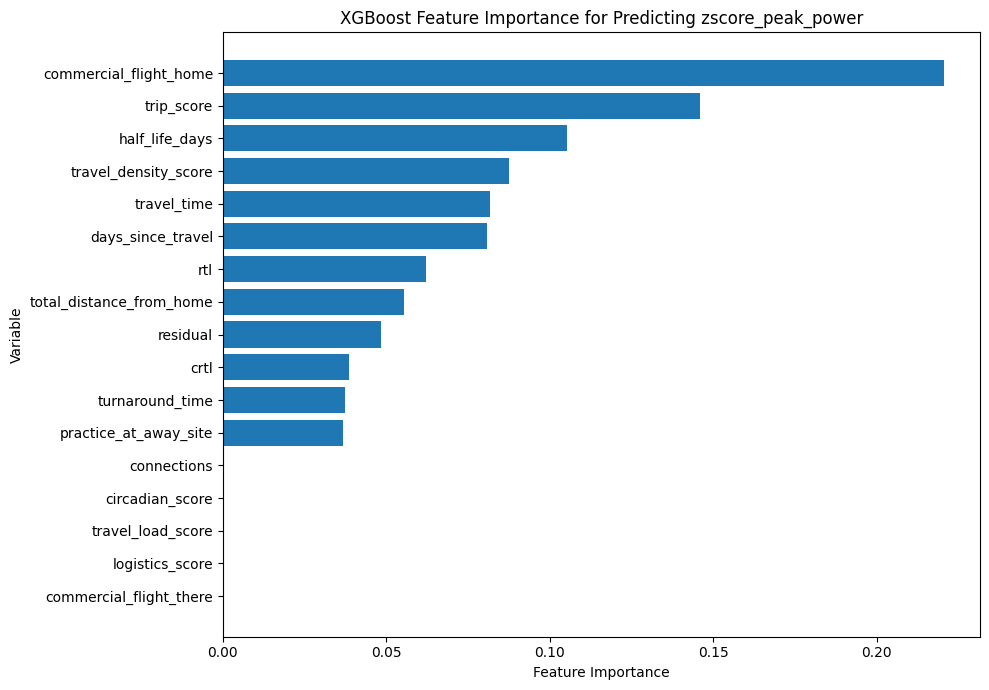 XGBoost Feature Importance for Predicting zscore_peak_power
commercial_flight_home
trip_score
half_life_days
travel_density_score
travel_time
days_since_travel
rtl
total_distance_from_home
residual
crtl
turnaround_time
practice_at_away_site
connections
circadian_score
travel_load_score
logistics_score
commercial_flight_there
Variable
0.00 0.05 0.10 0.15 0.20
Feature Importance